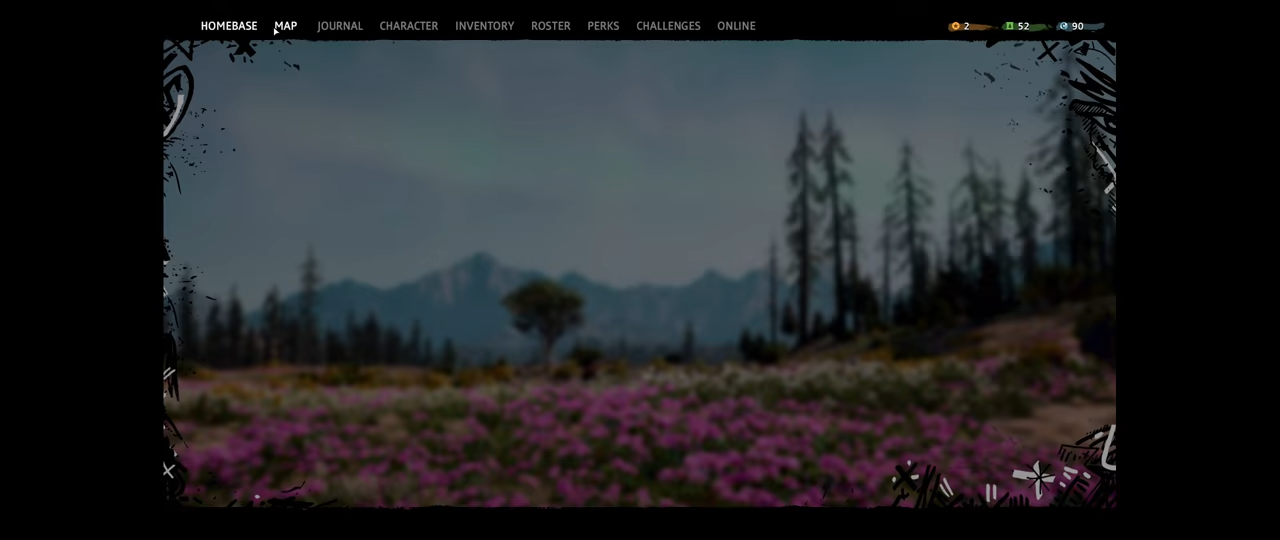 HOMEBASE MAP JOURNAL CHARACTER INVENTORY ROSTER PERKS CHALLENGES ONLINE 2 52 90